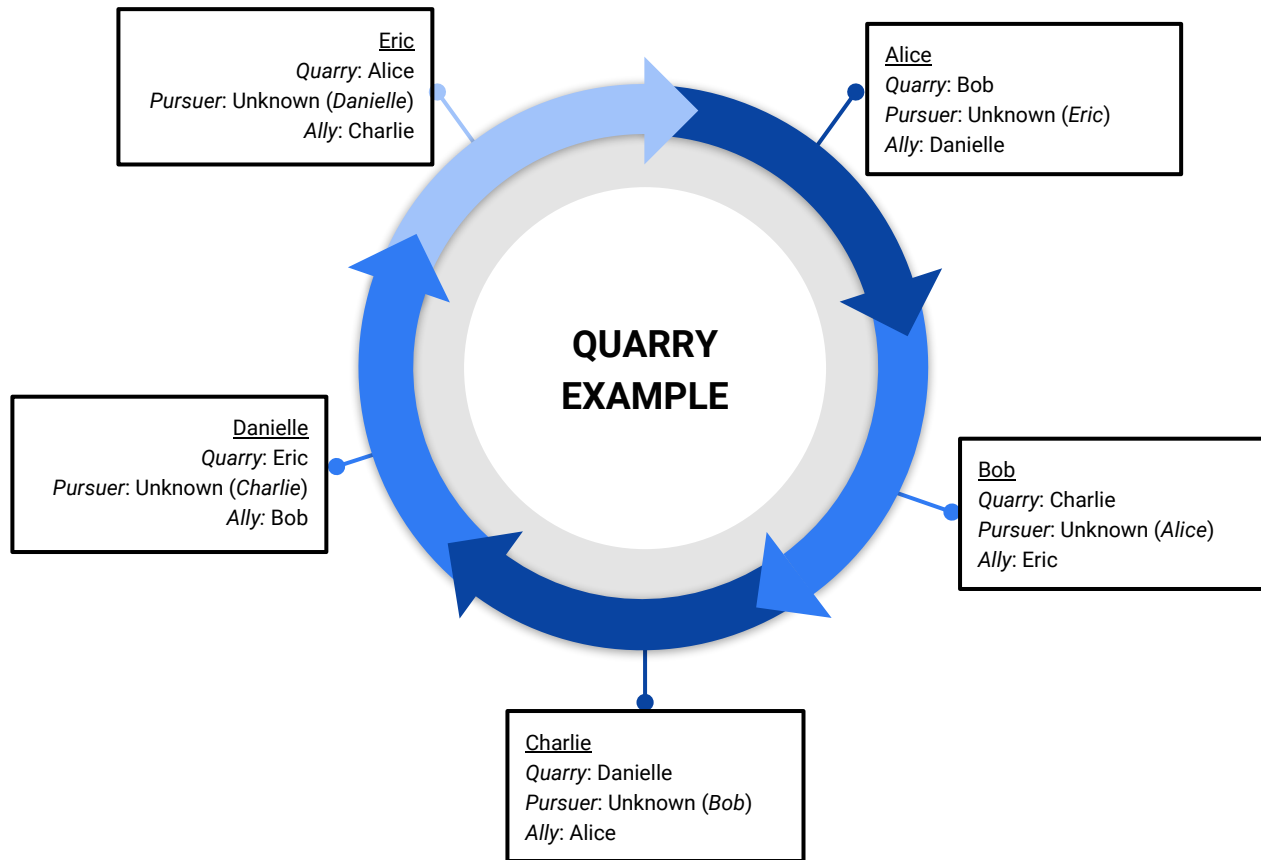 Eric
Quarry: Alice
Pursuer: Unknown (Danielle)
Ally: Charlie
Alice
Quarry: Bob
Pursuer: Unknown (Eric)
Ally: Danielle
QUARRY
EXAMPLE
Danielle
Quarry: Eric
Pursuer: Unknown (Charlie)
Ally: Bob
Bob
Quarry: Charlie
Pursuer: Unknown (Alice)
Ally: Eric
Charlie
Quarry: Danielle
Pursuer: Unknown (Bob)
Ally: Alice